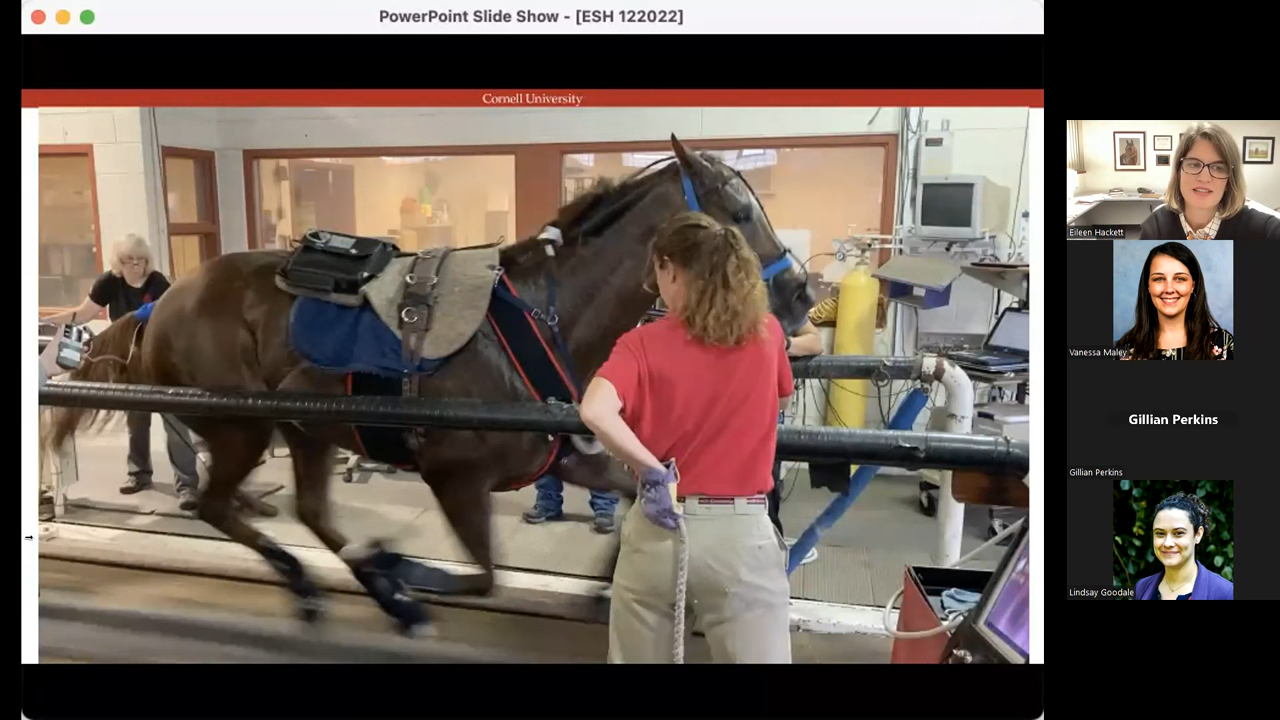 PowerPoint Slide Show - [ESH 122022]
Cornell University
Eileen Hackett
Vanessa Maley
Gillian Perkins
Gillian Perkins
Lindsay Goodale